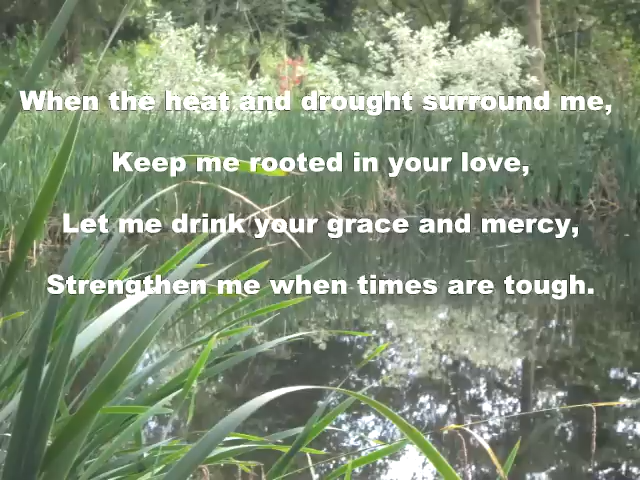 When the heat and drought surround me,
Keep me rooted in your love,
Let me drink your grace and mercy,
Strengthen me when times are tough.